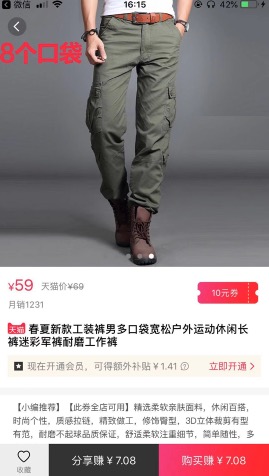 微信
16:15
42%
8个口袋
¥59 天猫价¥69
月销1231
10元券
天猫 春夏新款工装裤男多口袋宽松户外运动休闲长
裤迷彩军裤耐磨工作裤
现在开通会员，可得额外补贴￥1.41 立即开通
【小编推荐】【此券全店可用】精选柔软亲肤面料，休闲百搭，
时尚个性，质感拉链，精致做工，修饰臀型，3D立体裁剪有型
有范，耐磨不起球品质保证，舒适柔软注重细节，简单随性，多
收藏
分享赚￥7.08
购买赚￥7.08